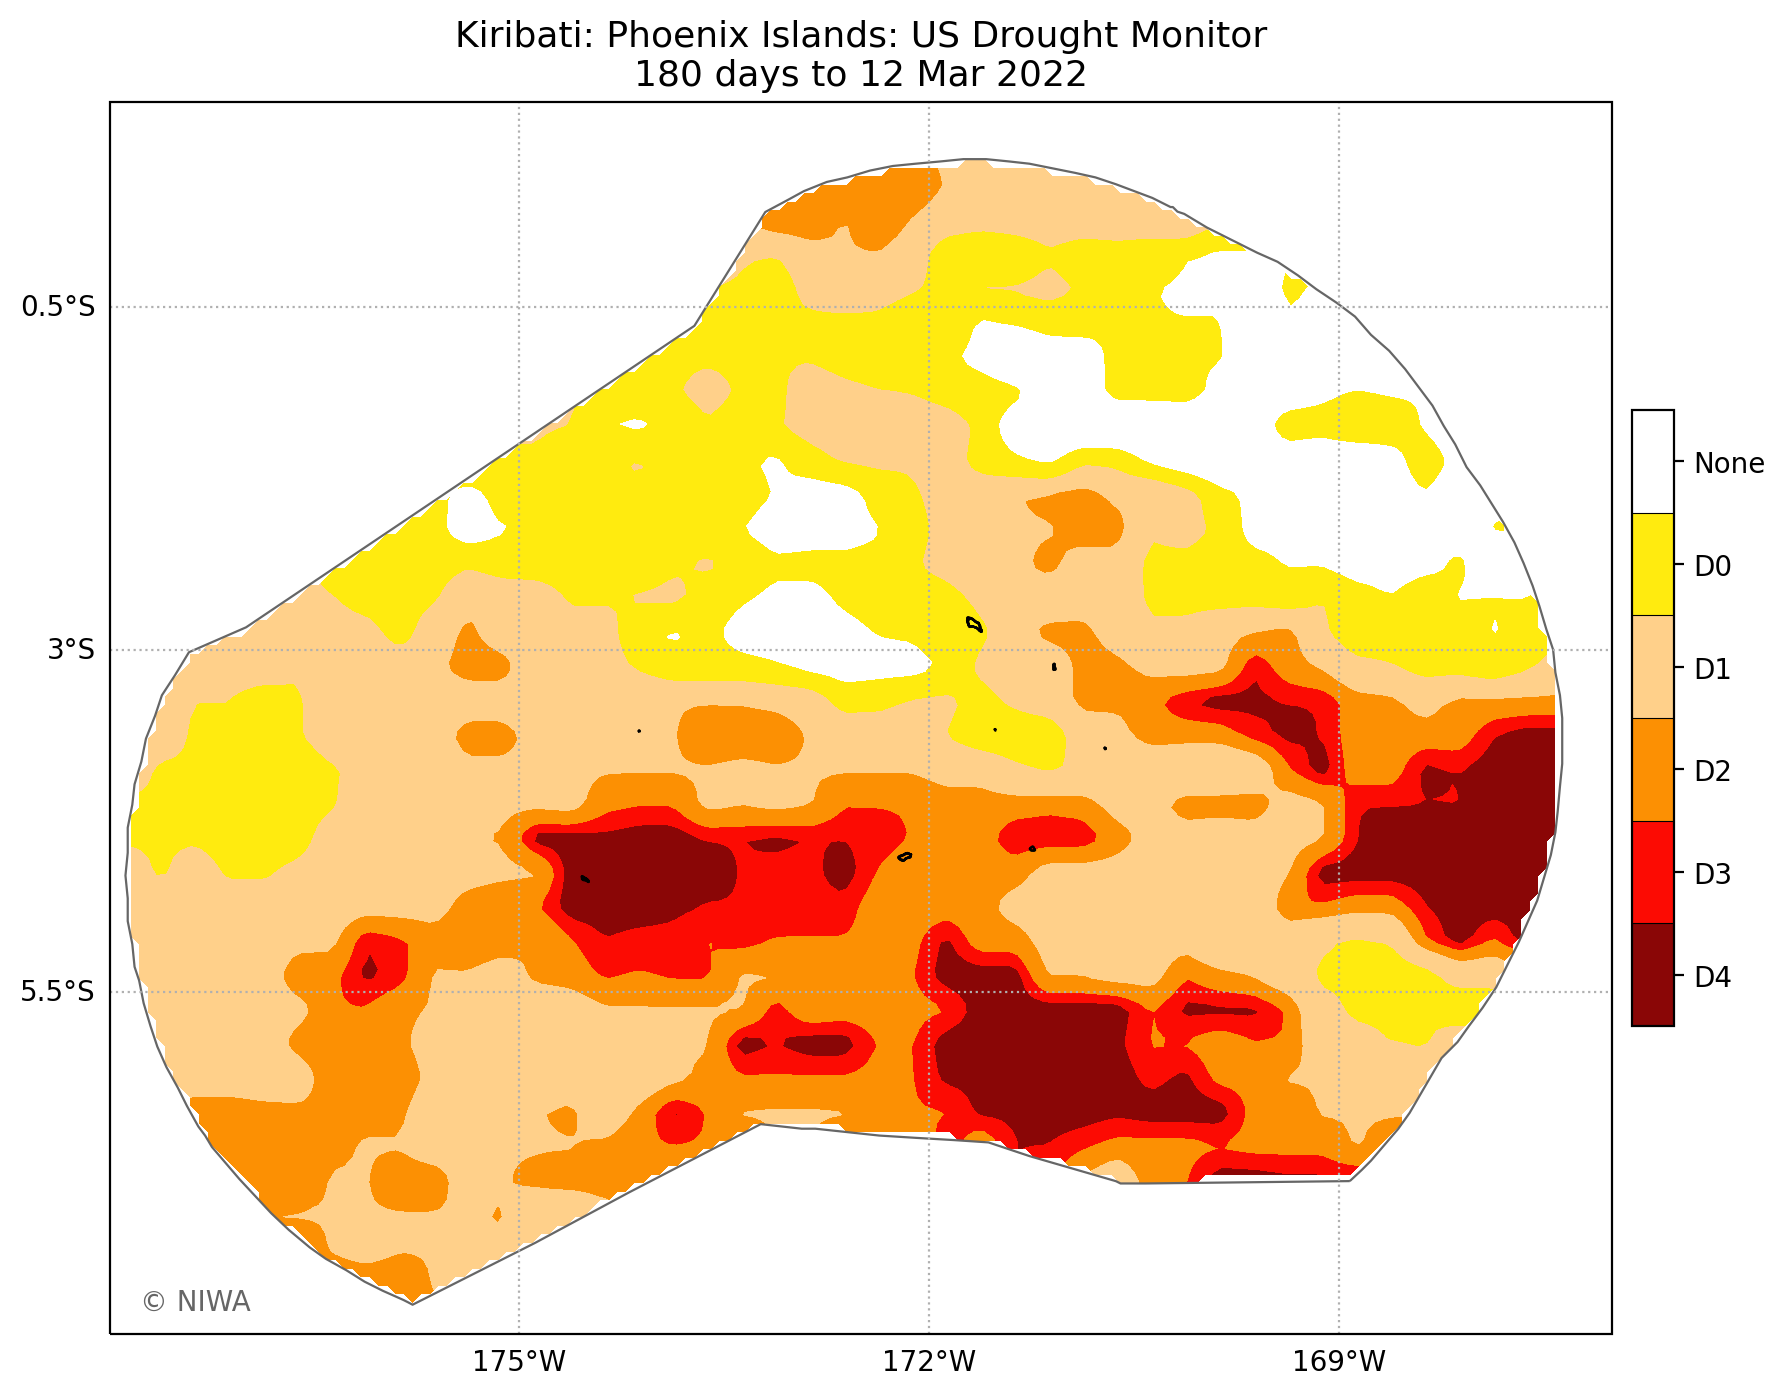 Kiribati: Phoenix Islands: US Drought Monitor
180 days to 12 Mar 2022
0.5°S
3°S
5.5°S
175°W
172°W
169°W
None
D0
D1
D2
D3
D4
© NIWA